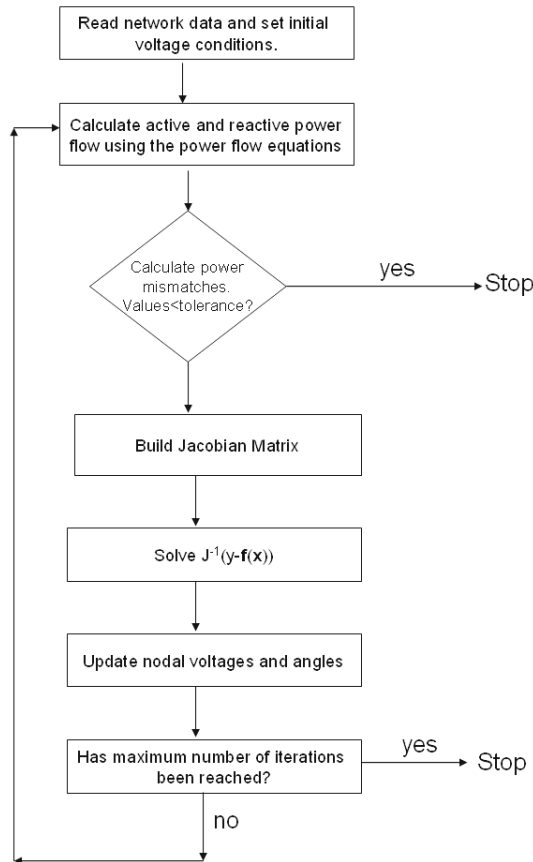 Read network data and set initial
voltage conditions.
Calculate active and reactive power
flow using the power flow equations
Calculate power
mismatches.
Values<tolerance?
yes
Stop
Build Jacobian Matrix
Solve J⁻¹(y-f(x))
Update nodal voltages and angles
Has maximum number of iterations
been reached?
yes
Stop
no